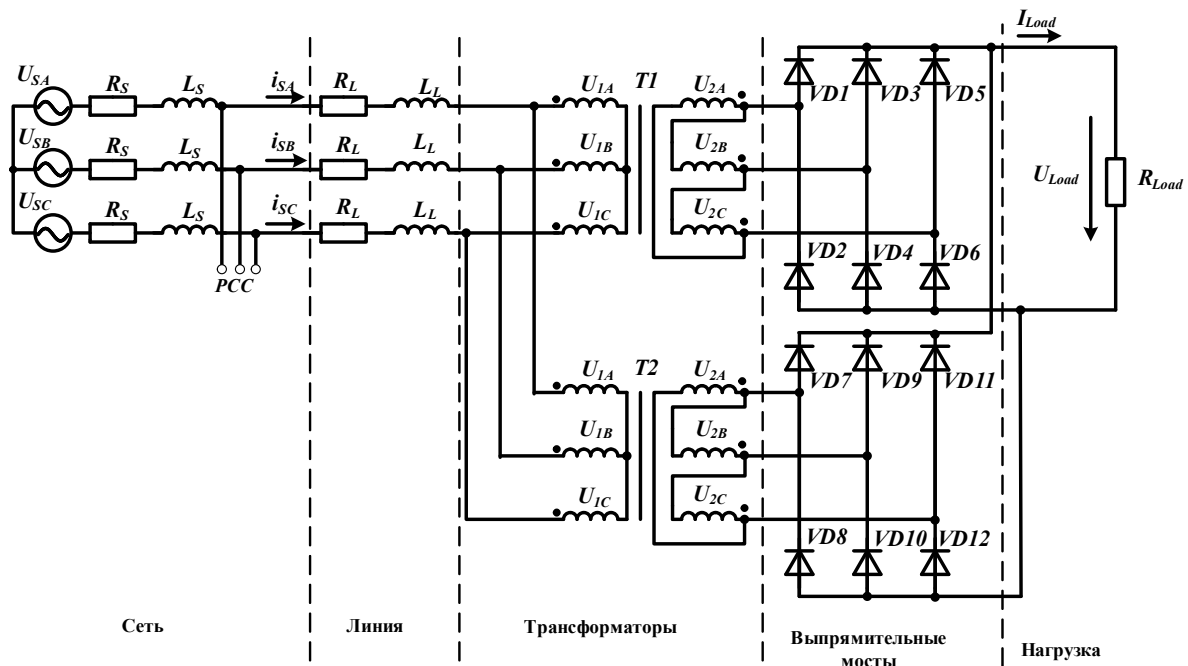 I_Load
U_SA R_S L_S i_SA R_L L_L U_1A T1 U_2A VD1 VD3 VD5
U_SB R_S L_S i_SB R_L L_L U_1B U_2B U_Load R_Load
U_SC R_S L_S i_SC R_L L_L U_1C U_2C
PCC VD2 VD4 VD6
U_1A T2 U_2A VD7 VD9 VD11
U_1B U_2B
U_1C U_2C
VD8 VD10 VD12
Сеть Линия Трансформаторы Выпрямительные Нагрузка
мосты